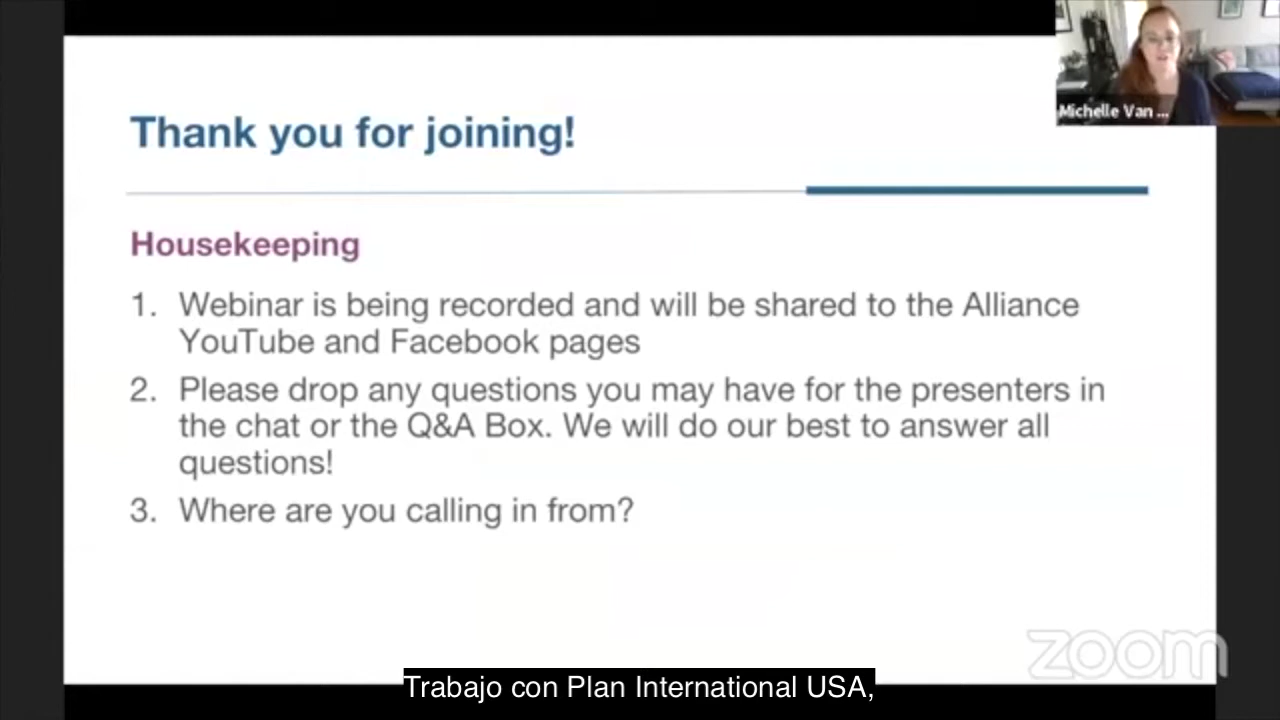 Thank you for joining!
Michelle Van ...
Housekeeping
1. Webinar is being recorded and will be shared to the Alliance
YouTube and Facebook pages
2. Please drop any questions you may have for the presenters in
the chat or the Q&A Box. We will do our best to answer all
questions!
3. Where are you calling in from?
zoom
Trabajo con Plan International USA,